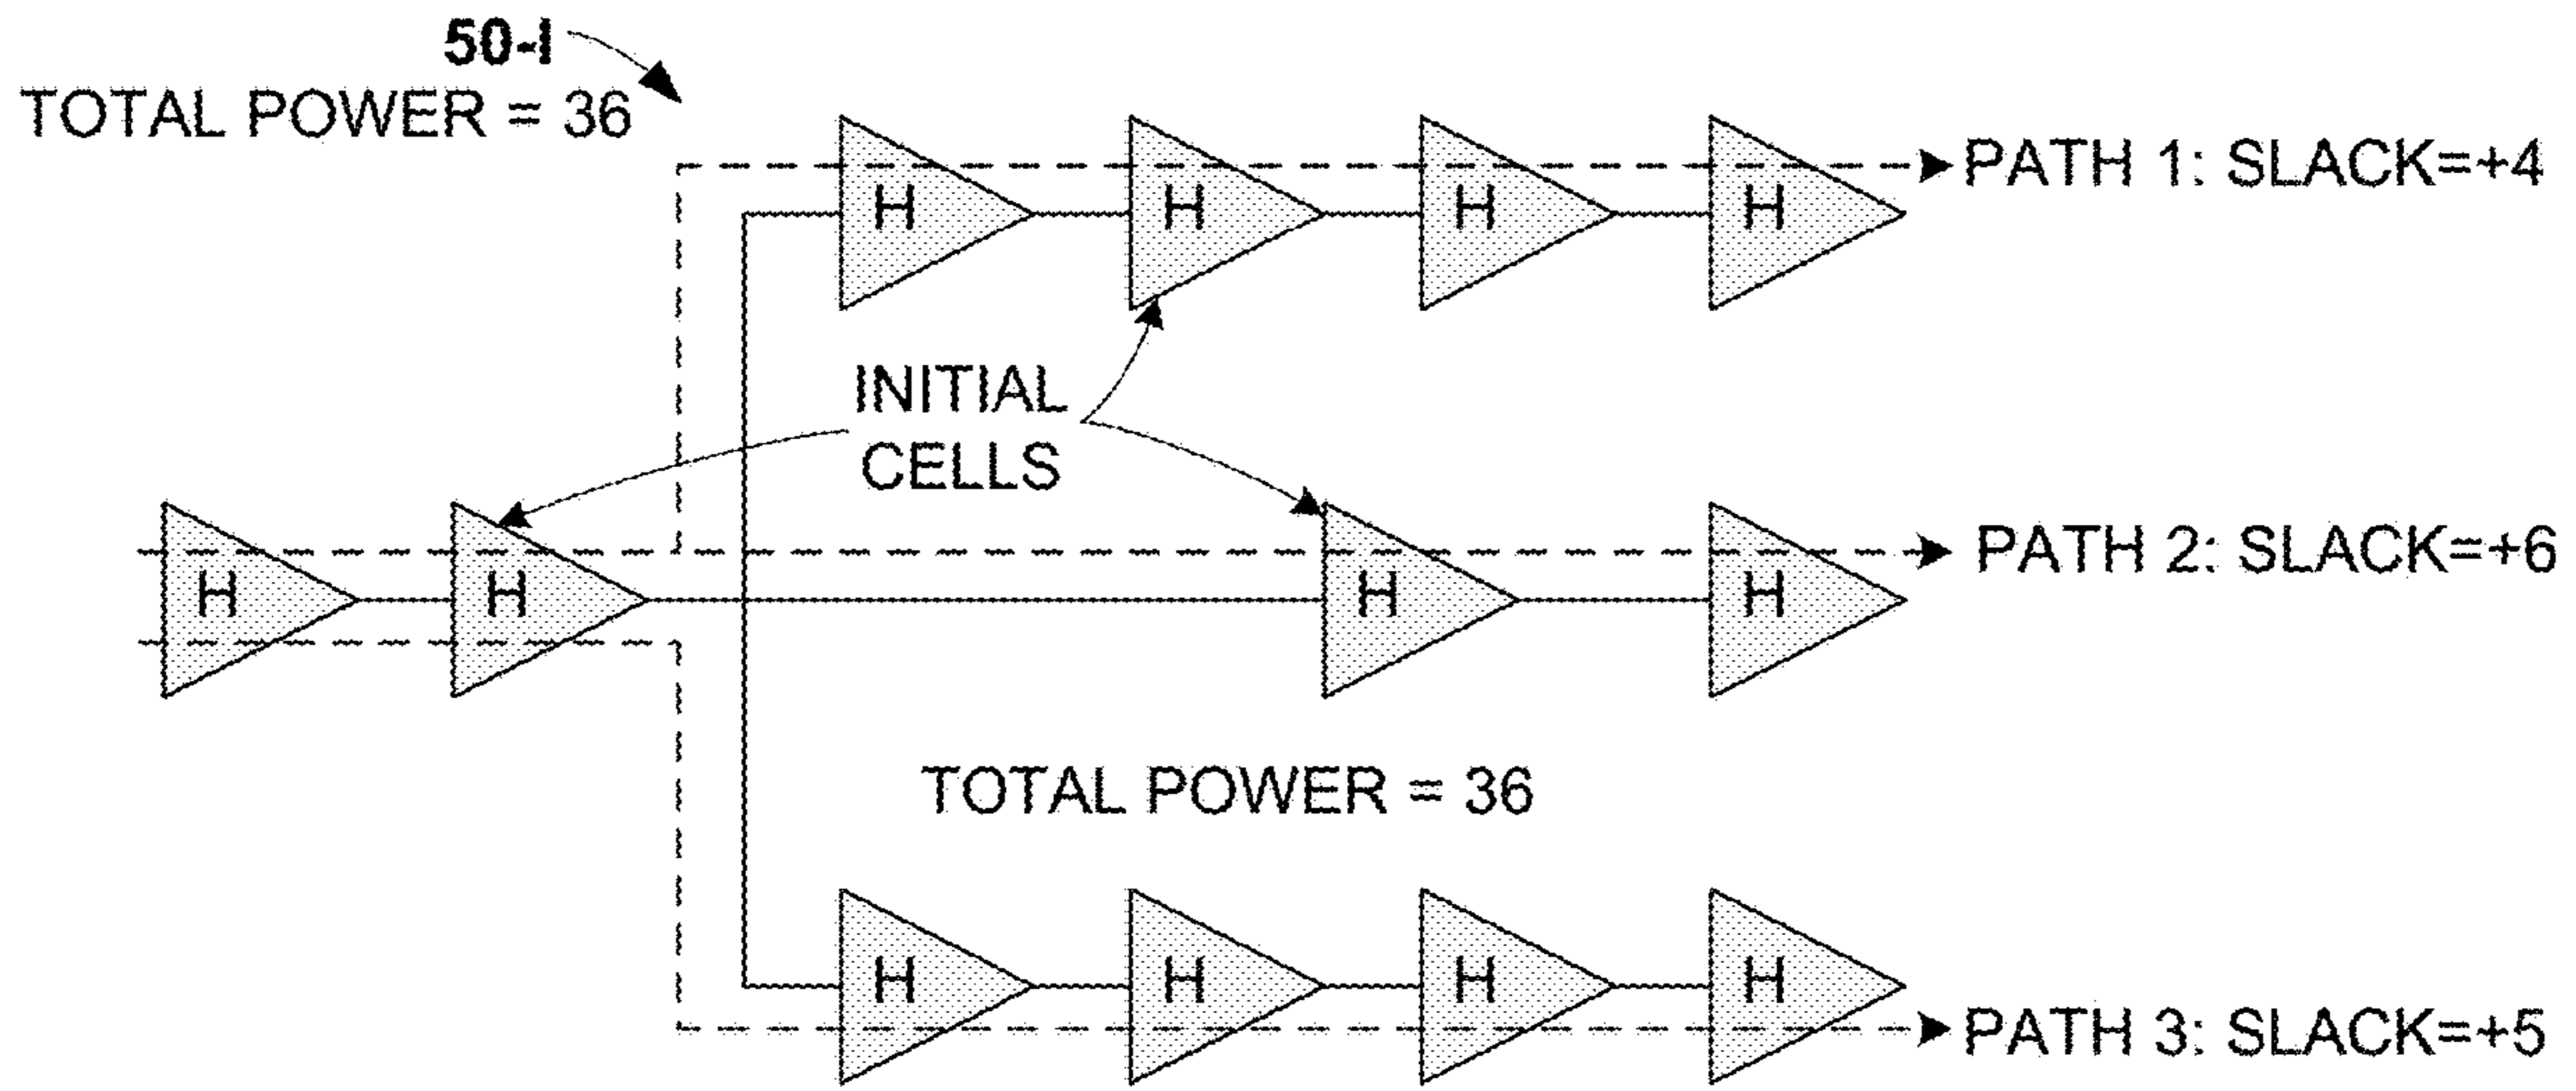 50-I
TOTAL POWER = 36
H H H H
PATH 1: SLACK=+4
INITIAL
CELLS
H H H H
PATH 2: SLACK=+6
TOTAL POWER = 36
H H H H
PATH 3: SLACK=+5